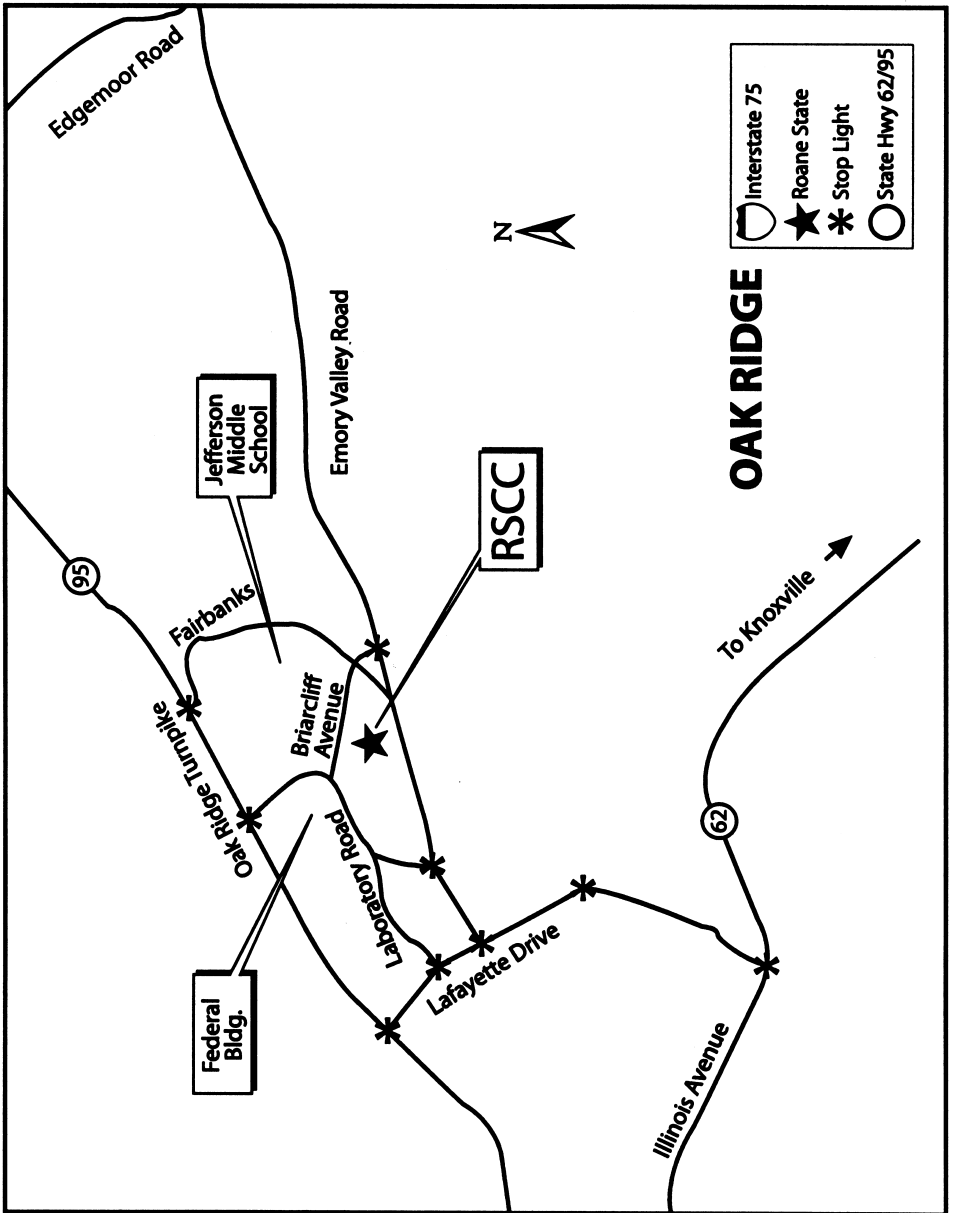 Edgemoor Road
Emory Valley Road
Jefferson
Middle
School
95
Fairbanks
Oak Ridge Turnpike
Briarcliff
Avenue
RSCC
Laboratory Road
Federal
Bldg.
Lafayette Drive
Illinois Avenue
62
To Knoxville
N
OAK RIDGE
Interstate 75
Roane State
Stop Light
State Hwy 62/95